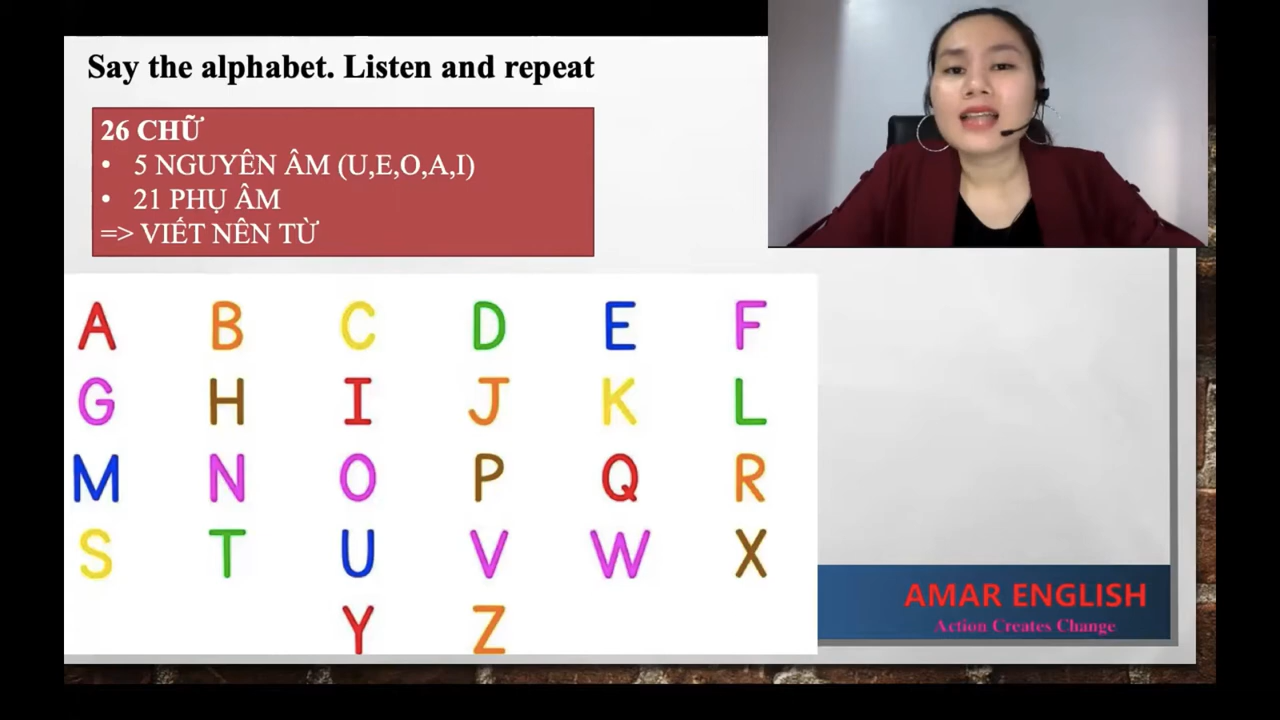 Say the alphabet. Listen and repeat
26 CHỮ
• 5 NGUYÊN ÂM (U,E,O,A,I)
• 21 PHỤ ÂM
=> VIẾT NÊN TỪ
A B C D E F
G H I J K L
M N O P Q R
S T U V W X
Y Z
AMAR ENGLISH
Action Creates Change